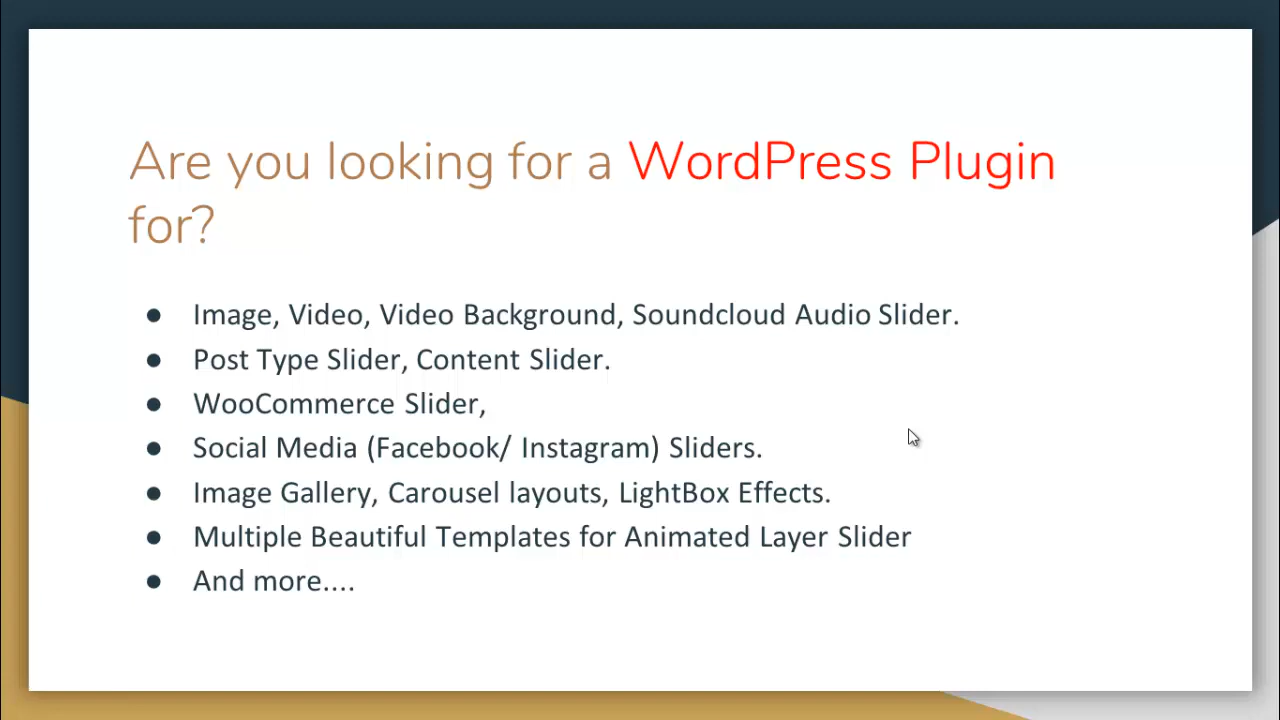 Are you looking for a WordPress Plugin
for?
● Image, Video, Video Background, Soundcloud Audio Slider.
● Post Type Slider, Content Slider.
● WooCommerce Slider,
● Social Media (Facebook/ Instagram) Sliders.
● Image Gallery, Carousel layouts, LightBox Effects.
● Multiple Beautiful Templates for Animated Layer Slider
● And more....